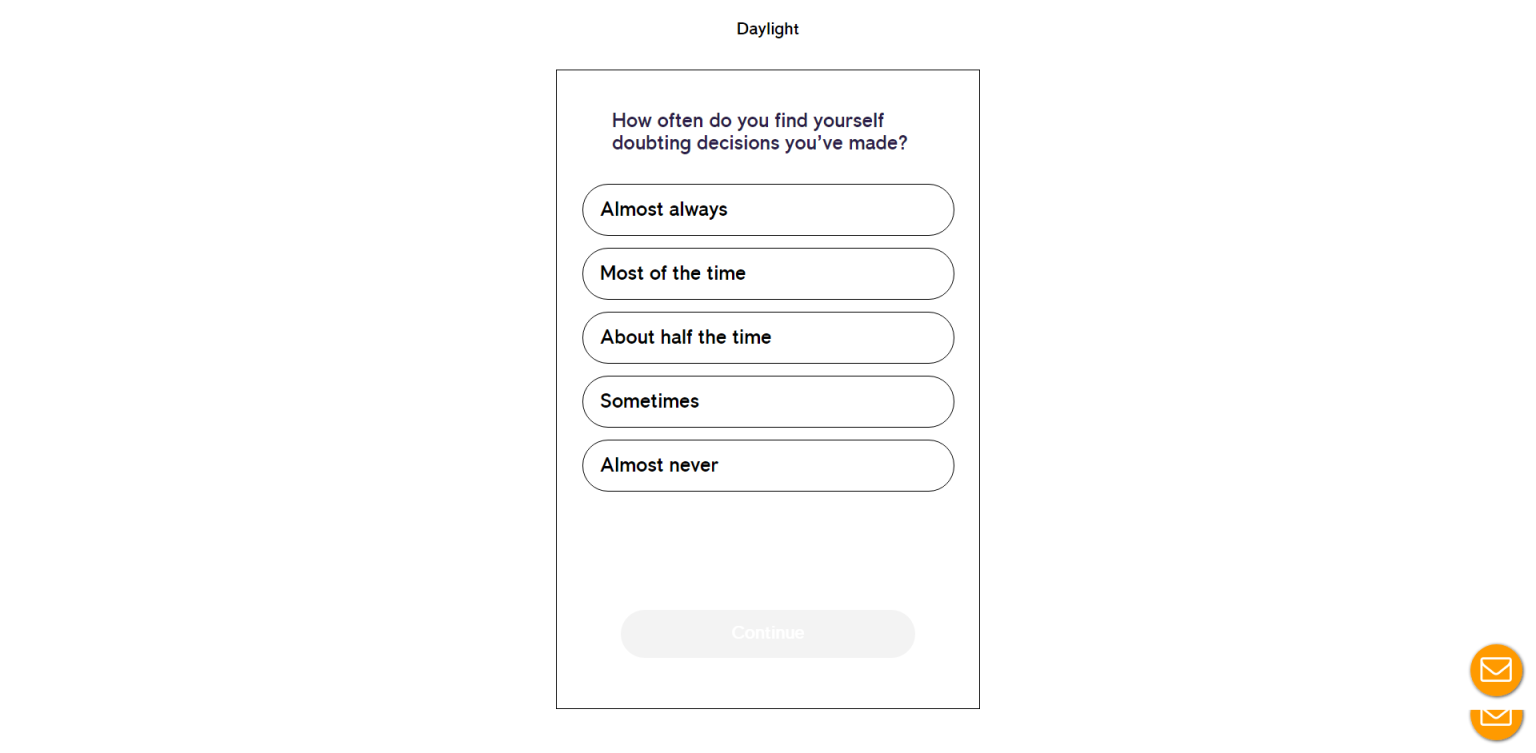 Daylight
How often do you find yourself
doubting decisions you’ve made?
Almost always
Most of the time
About half the time
Sometimes
Almost never
Continue